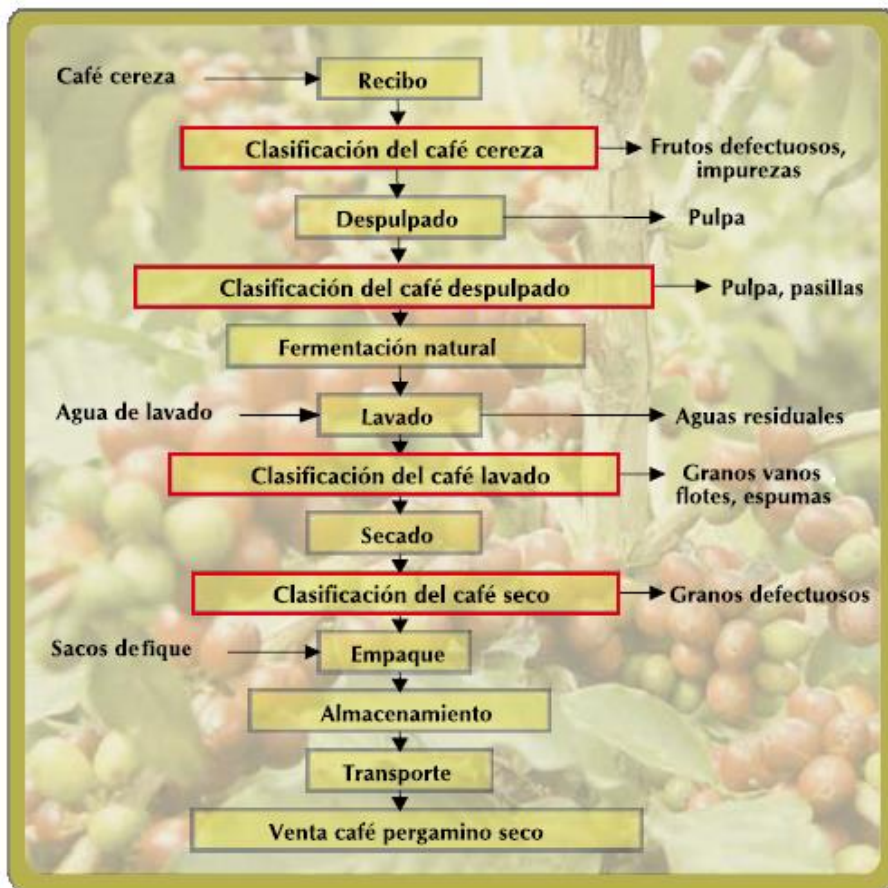 Café cereza
Recibo
Clasificación del café cereza
Frutos defectuosos,
impurezas
Despulpado
Pulpa
Clasificación del café despulpado
Pulpa, pasillas
Fermentación natural
Agua de lavado
Lavado
Aguas residuales
Clasificación del café lavado
Granos vanos
flotes, espumas
Secado
Clasificación del café seco
Granos defectuosos
Sacos de fique
Empaque
Almacenamiento
Transporte
Venta café pergamino seco